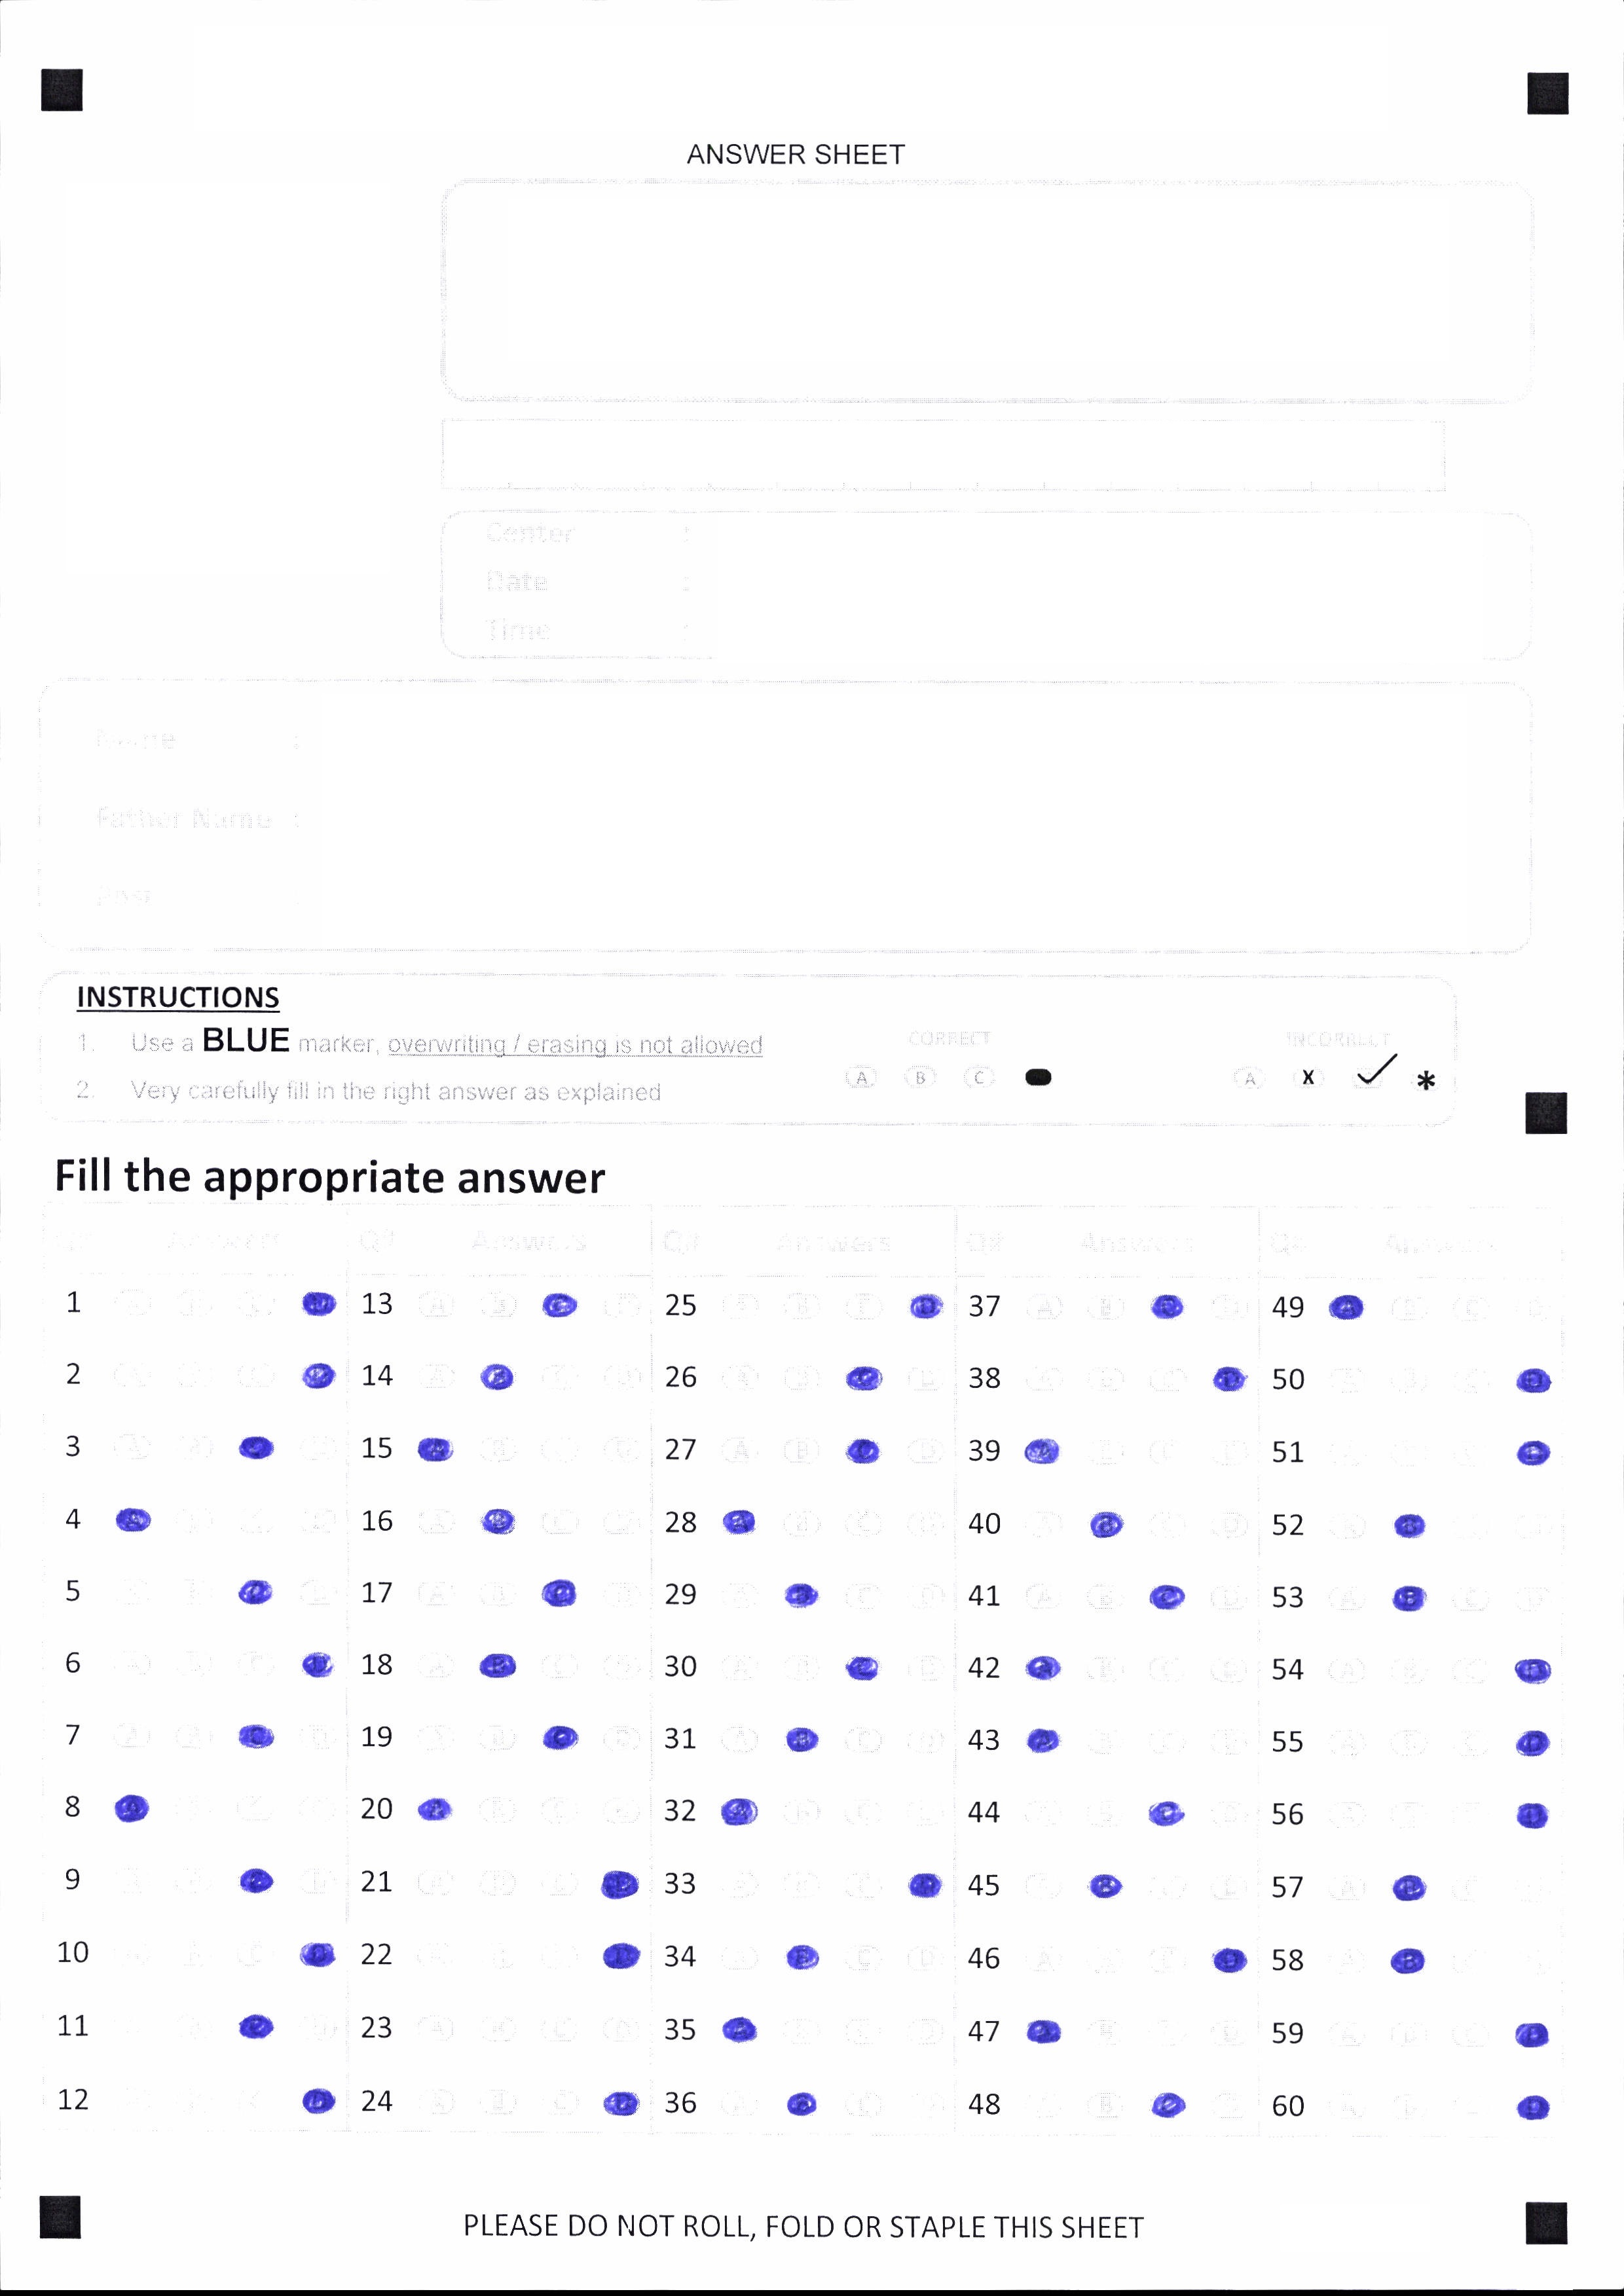 ANSWER SHEET
Center :
Date :
Time :
Name :
Father Name :
INSTRUCTIONS
1. Use a BLUE marker, overwriting / erasing is not allowed
2. Very carefully fill in the right answer as explained
CORRECT INCORRECT
A B C A X
Fill the appropriate answer
Q# Answers Q# Answers Q# Answers Q# Answers Q# Answers
1 13 25 37 49
2 14 26 38 50
3 15 27 39 51
4 16 28 40 52
5 17 29 41 53
6 18 30 42 54
7 19 31 43 55
8 20 32 44 56
9 21 33 45 57
10 22 34 46 58
11 23 35 47 59
12 24 36 48 60
PLEASE DO NOT ROLL, FOLD OR STAPLE THIS SHEET